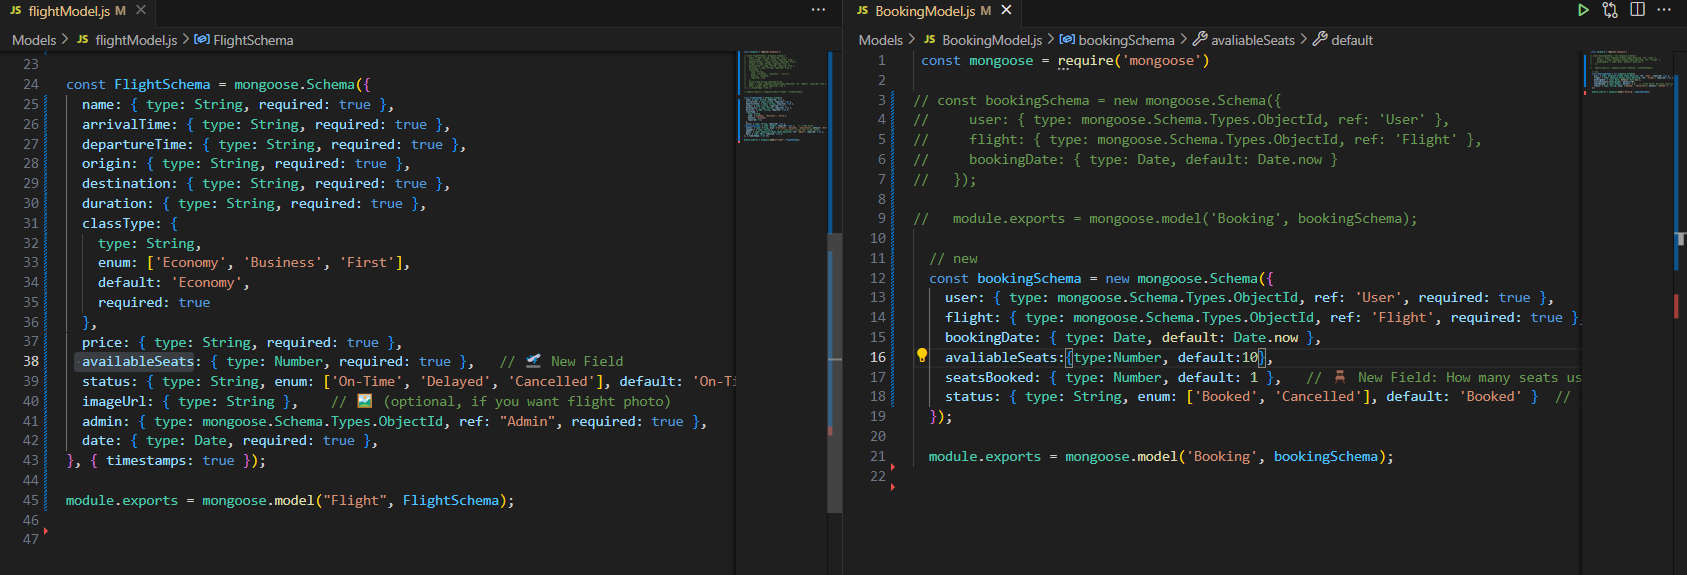 JS flightModel.js M ×
···
Models > JS flightModel.js > FlightSchema
23
24 const FlightSchema = mongoose.Schema({
25 name: { type: String, required: true },
26 arrivalTime: { type: String, required: true },
27 departureTime: { type: String, required: true },
28 origin: { type: String, required: true },
29 destination: { type: String, required: true },
30 duration: { type: String, required: true },
31 classType: {
32 type: String,
33 enum: ['Economy', 'Business', 'First'],
34 default: 'Economy',
35 required: true
36 },
37 price: { type: String, required: true },
38 availableSeats: { type: Number, required: true }, // 🛫 New Field
39 status: { type: String, enum: ['On-Time', 'Delayed', 'Cancelled'], default: 'On-Ti
40 imageUrl: { type: String }, // 🖼️ (optional, if you want flight photo)
41 admin: { type: mongoose.Schema.Types.ObjectId, ref: "Admin", required: true },
42 date: { type: Date, required: true },
43 }, { timestamps: true });
44
45 module.exports = mongoose.model("Flight", FlightSchema);
46
47
JS BookingModel.js M ×
···
Models > JS BookingModel.js > bookingSchema > avaliableSeats > default
1 const mongoose = require('mongoose')
2
3 // const bookingSchema = new mongoose.Schema({
4 // user: { type: mongoose.Schema.Types.ObjectId, ref: 'User' },
5 // flight: { type: mongoose.Schema.Types.ObjectId, ref: 'Flight' },
6 // bookingDate: { type: Date, default: Date.now }
7 // });
8
9 // module.exports = mongoose.model('Booking', bookingSchema);
10
11 // new
12 const bookingSchema = new mongoose.Schema({
13 user: { type: mongoose.Schema.Types.ObjectId, ref: 'User', required: true },
14 flight: { type: mongoose.Schema.Types.ObjectId, ref: 'Flight', required: true }
15 bookingDate: { type: Date, default: Date.now },
16 avaliableSeats:{type:Number, default:10},
17 seatsBooked: { type: Number, default: 1 }, // 🪑 New Field: How many seats us
18 status: { type: String, enum: ['Booked', 'Cancelled'], default: 'Booked' } //
19 });
20
21 module.exports = mongoose.model('Booking', bookingSchema);
22